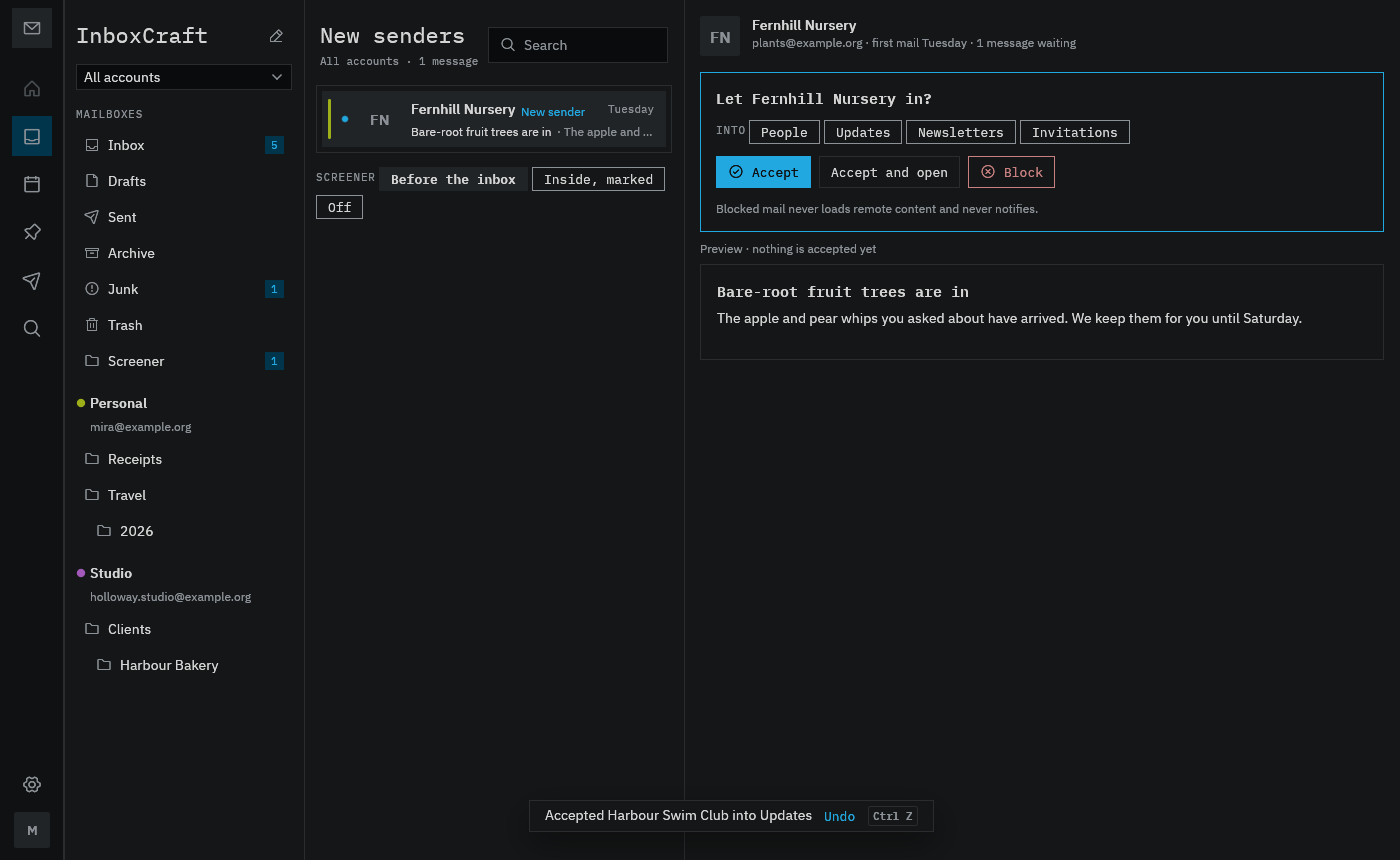 InboxCraft
All accounts
MAILBOXES
Inbox 5
Drafts
Sent
Archive
Junk 1
Trash
Screener 1
Personal
mira@example.org
Receipts
Travel
2026
Studio
holloway.studio@example.org
Clients
Harbour Bakery
M
New senders
All accounts · 1 message
Search
FN
Fernhill Nursery New sender Tuesday
Bare-root fruit trees are in · The apple and ...
SCREENER Before the inbox Inside, marked
Off
FN
Fernhill Nursery
plants@example.org · first mail Tuesday · 1 message waiting
Let Fernhill Nursery in?
INTO People Updates Newsletters Invitations
Accept Accept and open Block
Blocked mail never loads remote content and never notifies.
Preview · nothing is accepted yet
Bare-root fruit trees are in
The apple and pear whips you asked about have arrived. We keep them for you until Saturday.
Accepted Harbour Swim Club into Updates Undo Ctrl Z